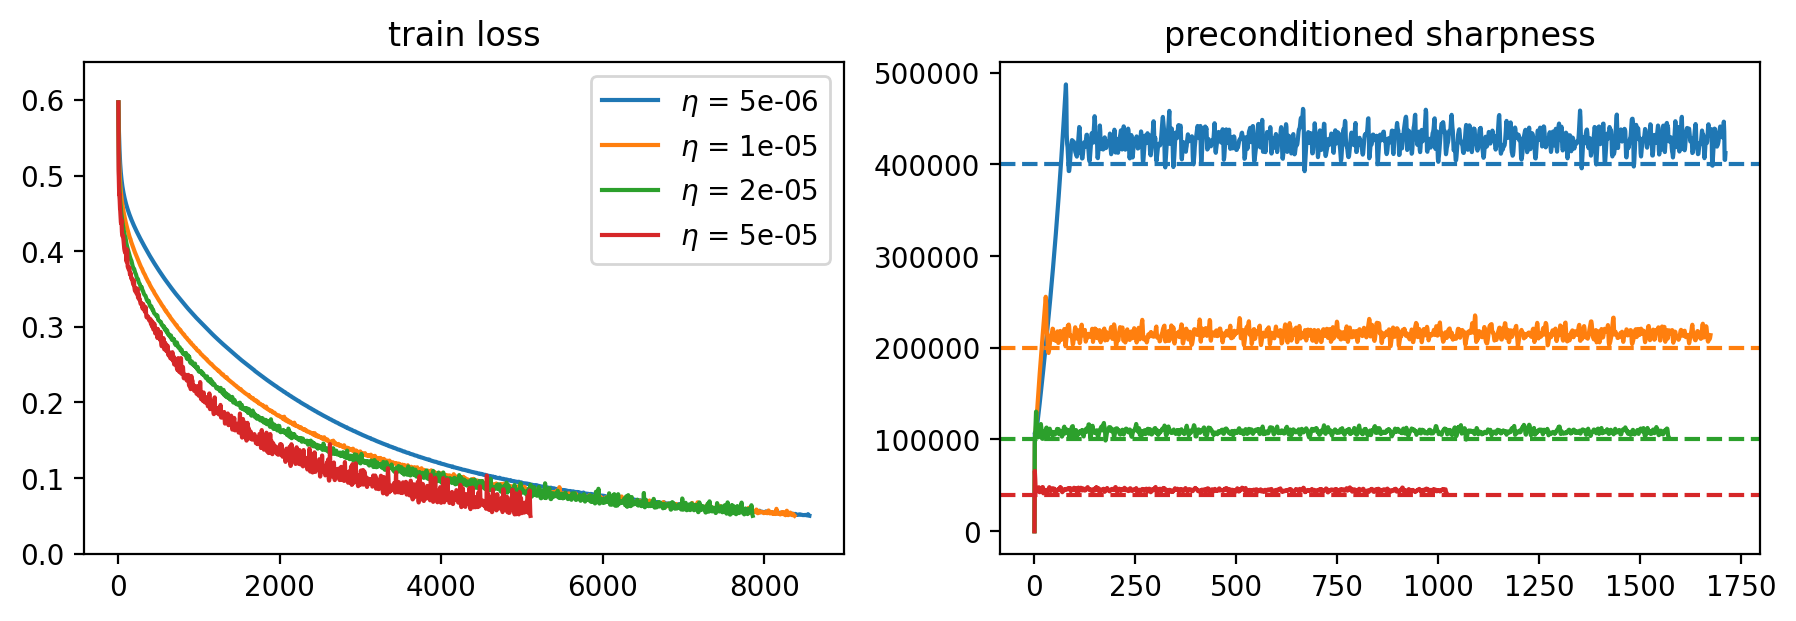 train loss
0.6
0.5
0.4
0.3
0.2
0.1
0.0
0 2000 4000 6000 8000
η = 5e-06
η = 1e-05
η = 2e-05
η = 5e-05
preconditioned sharpness
500000
400000
300000
200000
100000
0
0 250 500 750 1000 1250 1500 1750